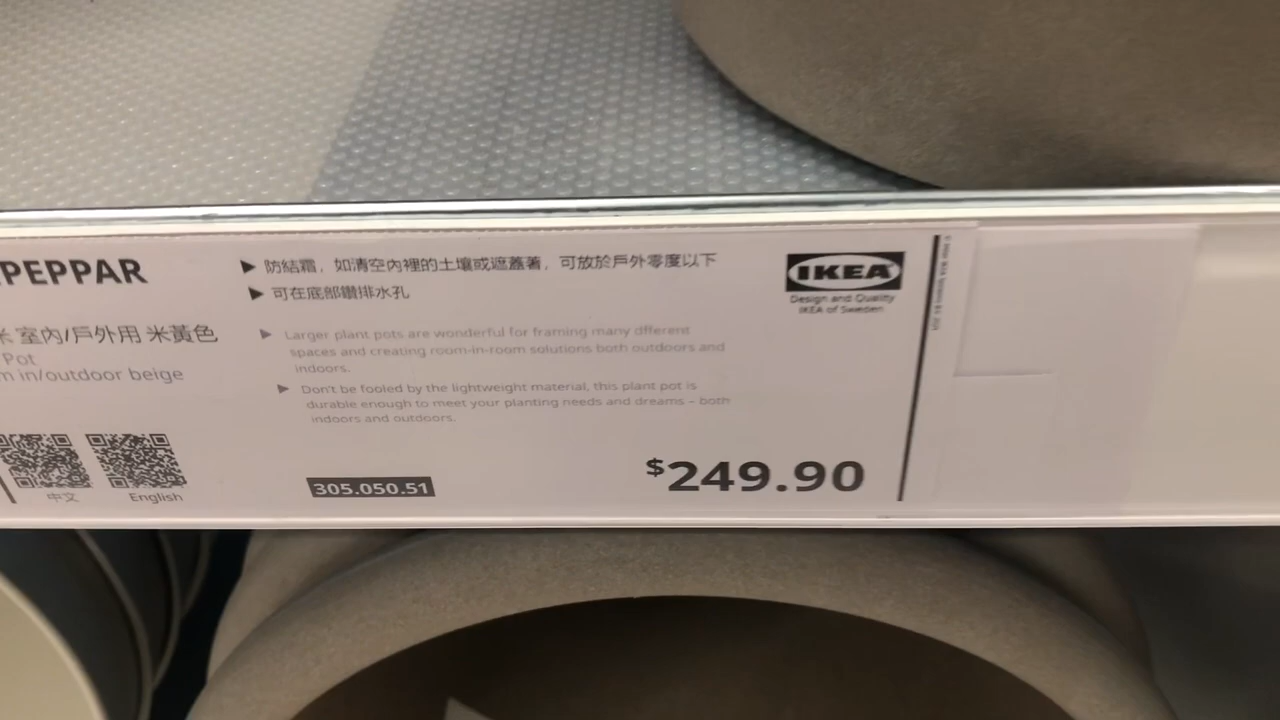 PEPPAR
米 室內/戶外用 米黃色
Pot
m in/outdoor beige
中文
English
▶ 防結霜，如清空內裡的土壤或遮蓋著，可放於戶外零度以下
▶ 可在底部鑽排水孔
▶ Larger plant pots are wonderful for framing many dfferent
spaces and creating room-in-room solutions both outdoors and
indoors.
▶ Don't be fooled by the lightweight material, this plant pot is
durable enough to meet your planting needs and dreams – both
indoors and outdoors.
305.050.51
$249.90
IKEA
Design and Quality
IKEA of Sweden